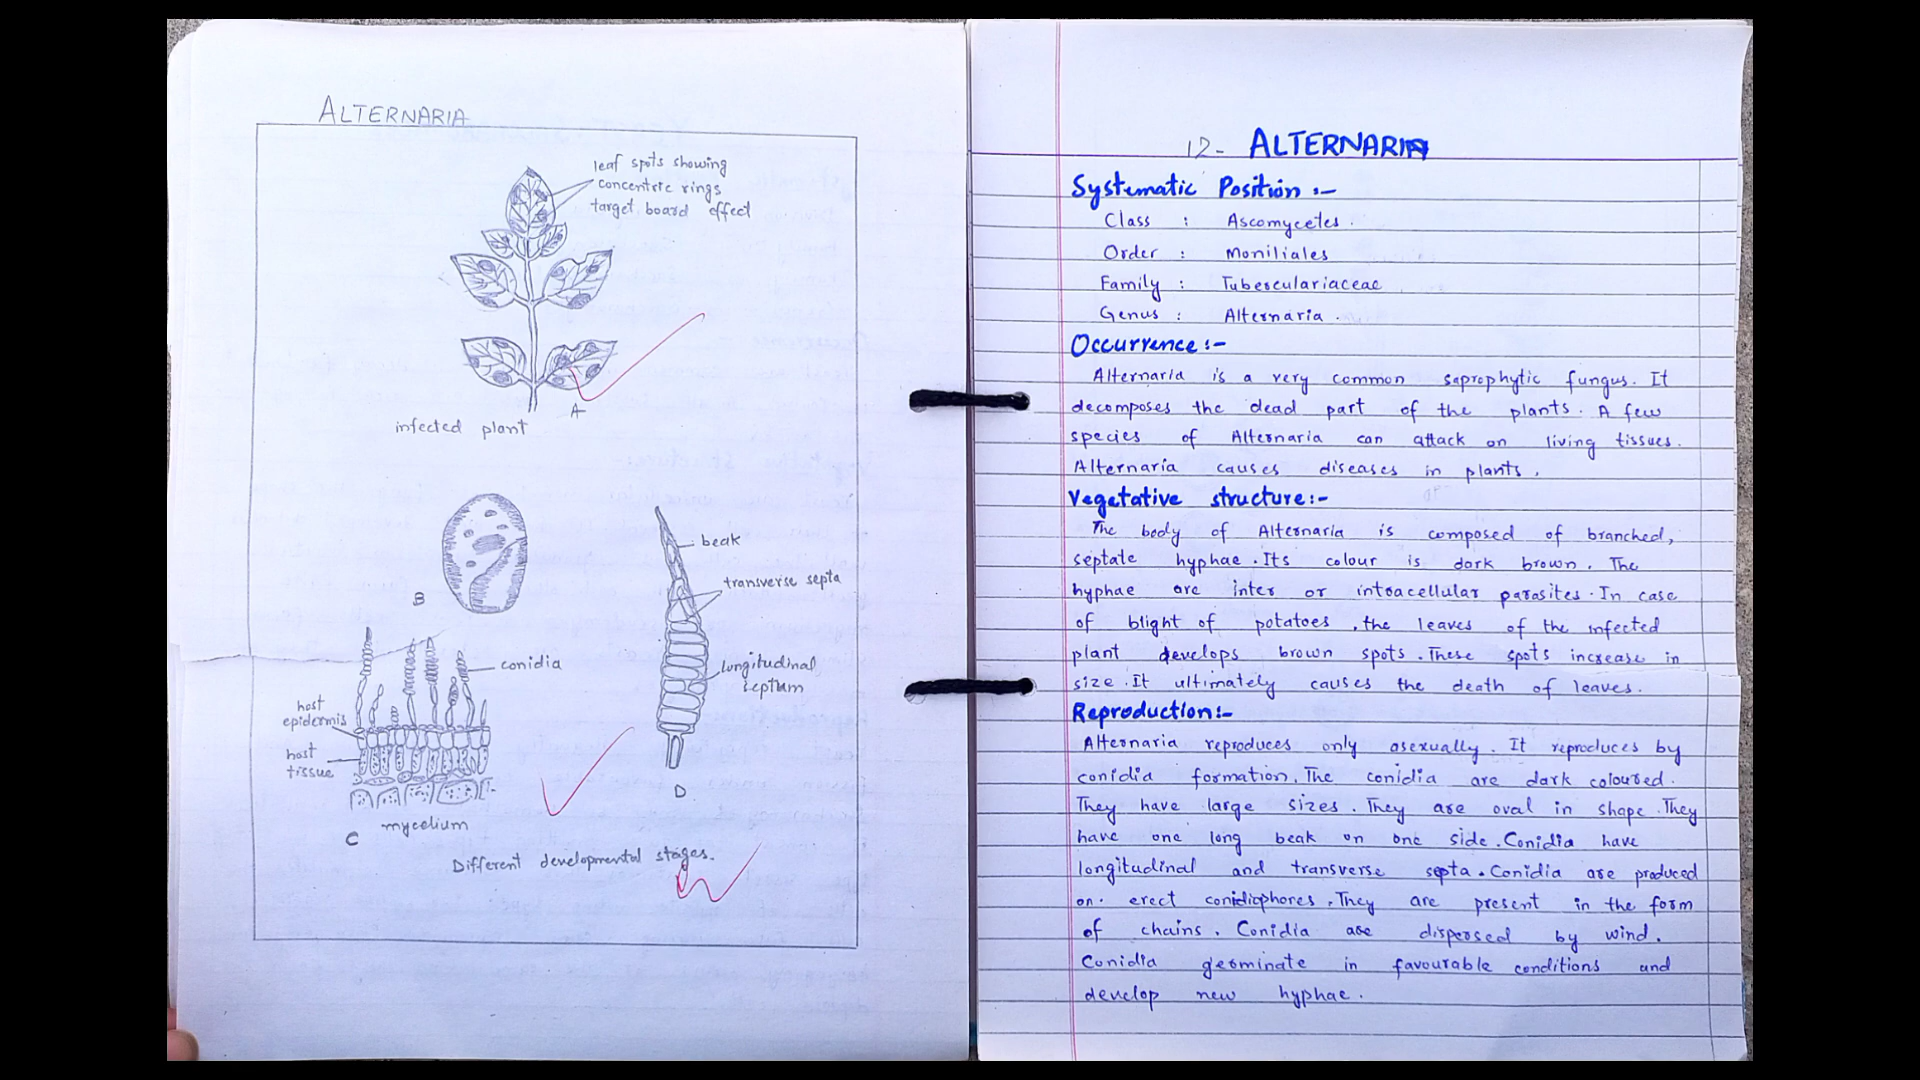 ALTERNARIA
leaf spots showing
concentric rings
target board effect
A
infected plant
B
beak
transverse septa
longitudinal
septum
D
conidia
host
epidermis
host
tissue
mycelium
C
Different developmental stages.
12- ALTERNARIA
Systematic Position :-
Class : Ascomycetes.
Order : Moniliales
Family : Tuberculariaceae
Genus : Alternaria.
Occurrence :-
Alternaria is a very common saprophytic fungus. It
decomposes the dead part of the plants. A few
species of Alternaria can attack on living tissues.
Alternaria causes diseases in plants.
Vegetative structure :-
The body of Alternaria is composed of branched,
septate hyphae. Its colour is dark brown. The
hyphae are inter or intracellular parasites. In case
of blight of potatoes, the leaves of the infected
plant develops brown spots. These spots increase in
size. It ultimately causes the death of leaves.
Reproduction :-
Alternaria reproduces only asexually. It reproduces by
conidia formation. The conidia are dark coloured.
They have large sizes. They are oval in shape. They
have one long beak on one side. Conidia have
longitudinal and transverse septa. Conidia are produced
on. erect conidiophores. They are present in the form
of chains. Conidia are dispersed by wind.
Conidia germinate in favourable conditions and
develop new hyphae.